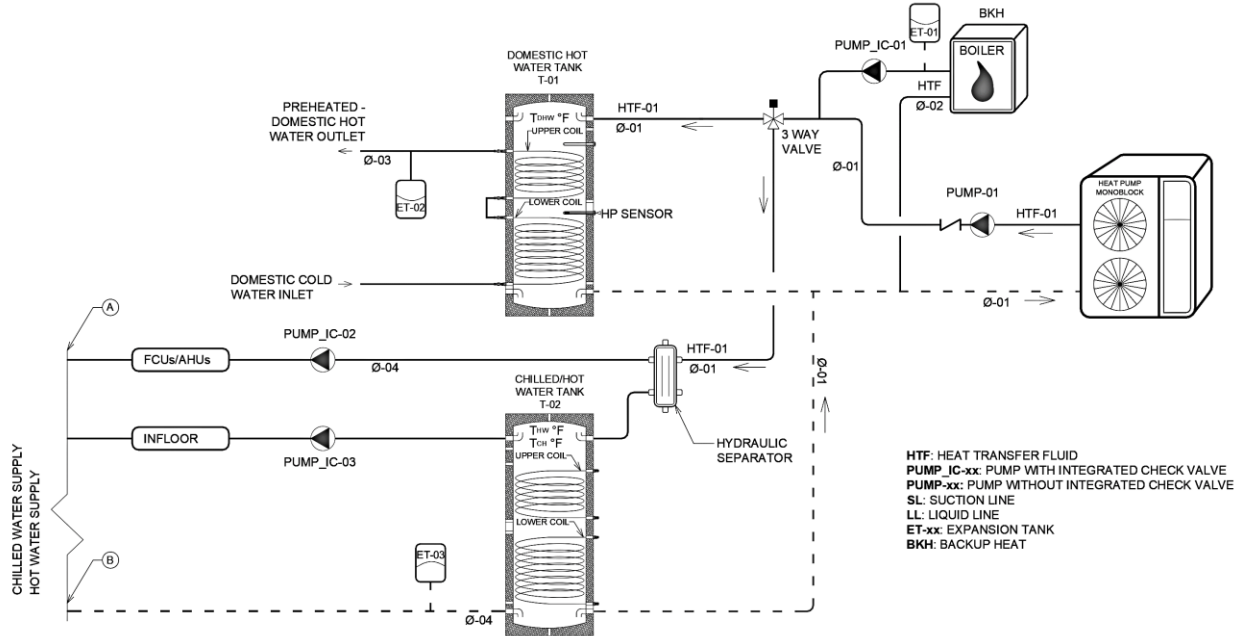 BKH
ET-01
PUMP_IC-01
BOILER
HTF
Ø-02
DOMESTIC HOT
WATER TANK
T-01
PREHEATED -
DOMESTIC HOT
WATER OUTLET
Ø-03
ET-02
TDHW °F
UPPER COIL
LOWER COIL
HP SENSOR
HTF-01
Ø-01
3 WAY
VALVE
Ø-01
PUMP-01
HTF-01
HEAT PUMP
MONOBLOCK
Ø-01
DOMESTIC COLD
WATER INLET
A
FCUs/AHUs
PUMP_IC-02
Ø-04
HTF-01
Ø-01
Ø-01
CHILLED/HOT
WATER TANK
T-02
INFLOOR
PUMP_IC-03
THW °F
TCH °F
UPPER COIL
LOWER COIL
HYDRAULIC
SEPARATOR
CHILLED WATER SUPPLY
HOT WATER SUPPLY
B
ET-03
Ø-04
HTF: HEAT TRANSFER FLUID
PUMP_IC-xx: PUMP WITH INTEGRATED CHECK VALVE
PUMP-xx: PUMP WITHOUT INTEGRATED CHECK VALVE
SL: SUCTION LINE
LL: LIQUID LINE
ET-xx: EXPANSION TANK
BKH: BACKUP HEAT